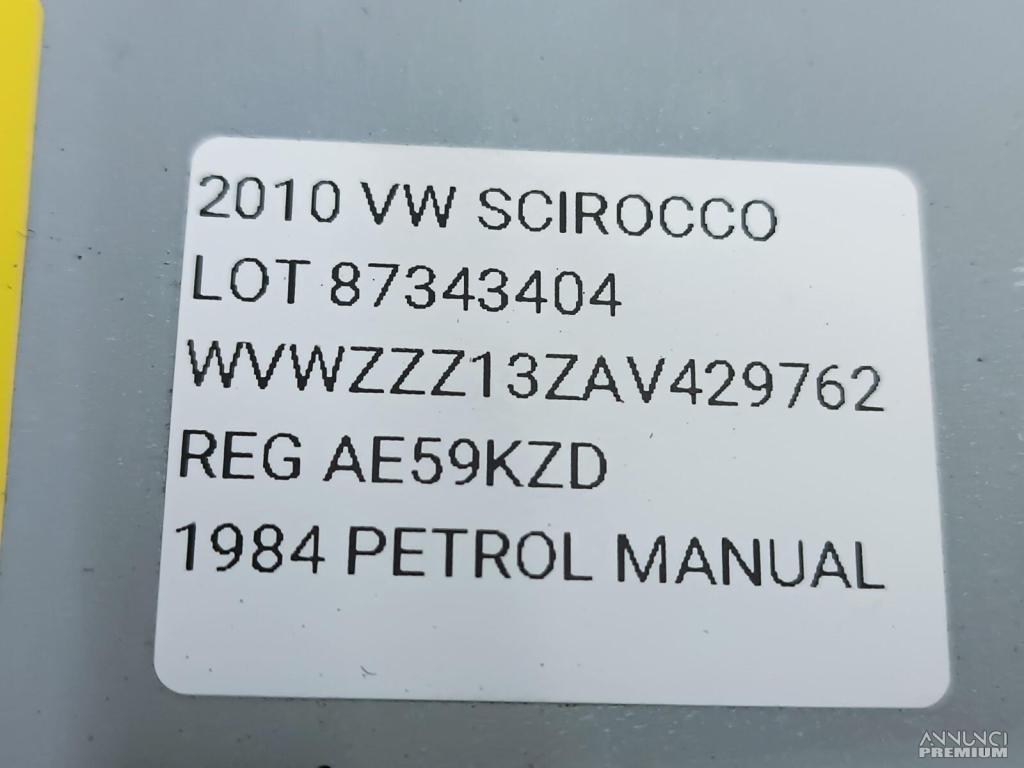 2010 VW SCIROCCO
LOT 87343404
WVWZZZ13ZAV429762
REG AE59KZD
1984 PETROL MANUAL
ANNUNCI
PREMIUM